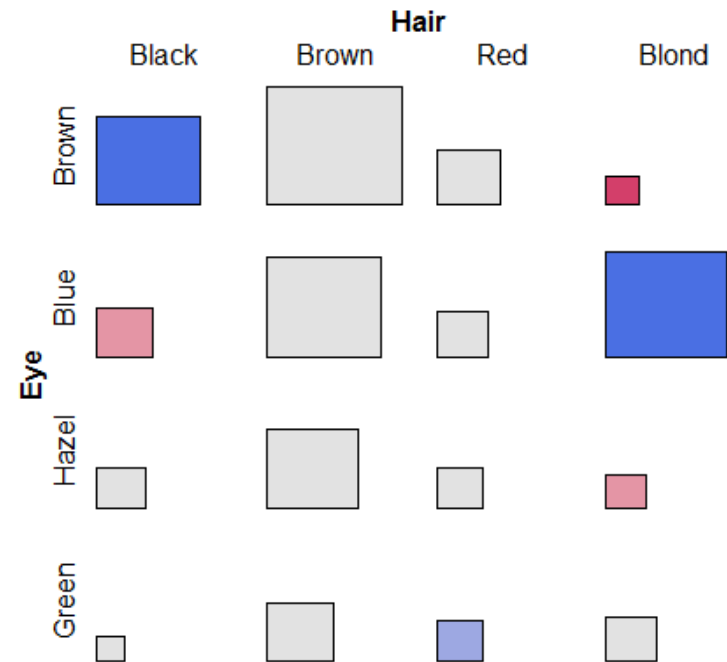 Hair
Black Brown Red Blond
Eye
Brown
Blue
Hazel
Green